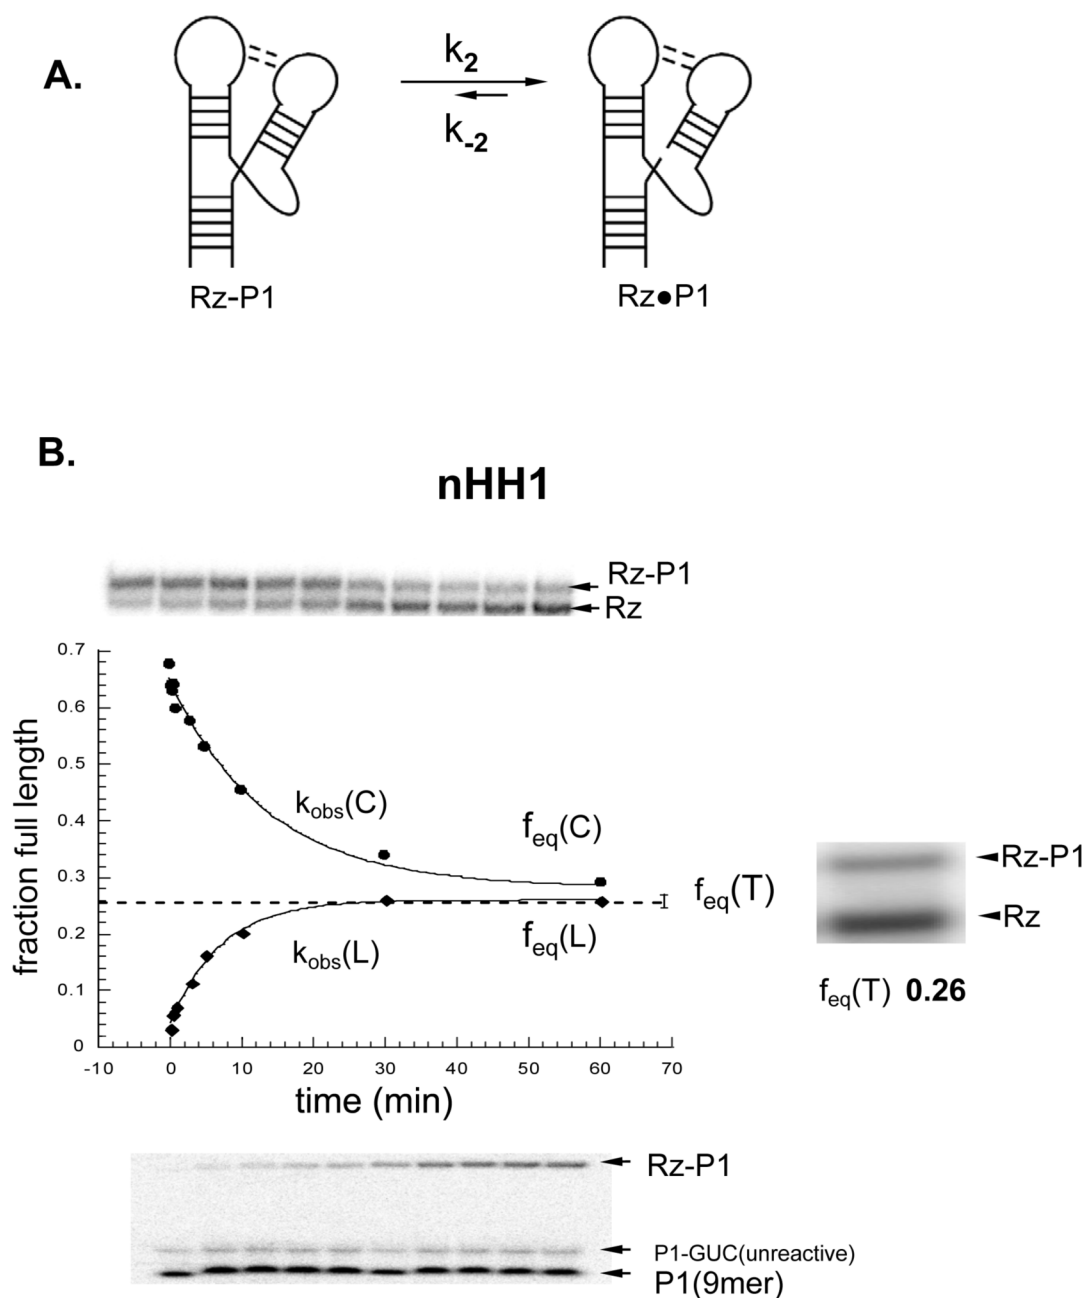 A.
k2
k-2
Rz-P1
Rz●P1
B.
nHH1
Rz-P1
Rz
0.7
0.6
0.5
0.4
0.3
0.2
0.1
0
fraction full length
kobs(C)
feq(C)
kobs(L)
feq(L)
feq(T)
-10 0 10 20 30 40 50 60 70
time (min)
Rz-P1
Rz
feq(T) 0.26
Rz-P1
P1-GUC(unreactive)
P1(9mer)